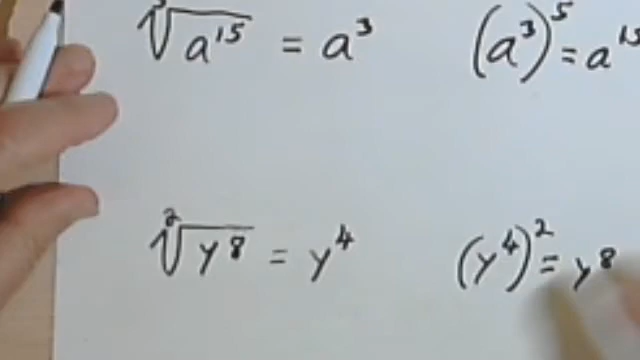 √a¹⁵ = a³ (a³)⁵ = a¹⁵
²√y⁸ = y⁴ (y⁴)² = y⁸